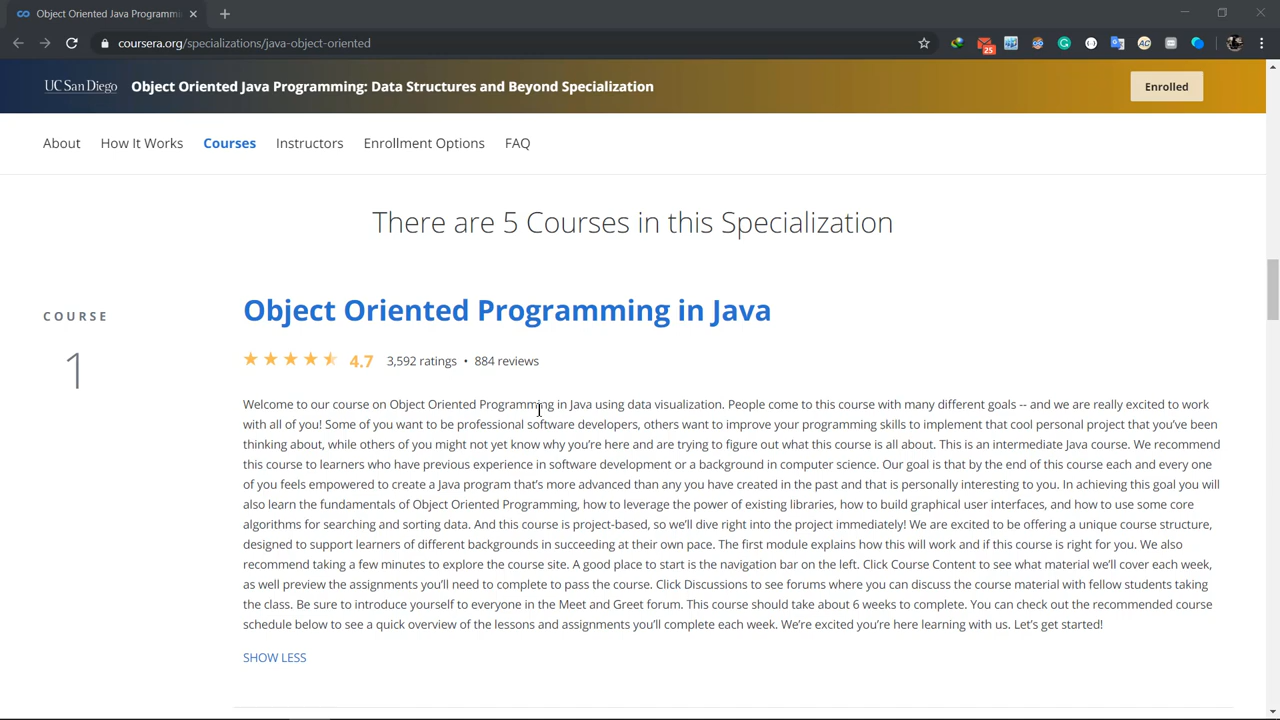 Object Oriented Java Programmi
coursera.org/specializations/java-object-oriented
25
UC San Diego Object Oriented Java Programming: Data Structures and Beyond Specialization Enrolled
About How It Works Courses Instructors Enrollment Options FAQ
There are 5 Courses in this Specialization
COURSE
1
Object Oriented Programming in Java
4.7 3,592 ratings • 884 reviews
Welcome to our course on Object Oriented Programming in Java using data visualization. People come to this course with many different goals -- and we are really excited to work
with all of you! Some of you want to be professional software developers, others want to improve your programming skills to implement that cool personal project that you’ve been
thinking about, while others of you might not yet know why you’re here and are trying to figure out what this course is all about. This is an intermediate Java course. We recommend
this course to learners who have previous experience in software development or a background in computer science. Our goal is that by the end of this course each and every one
of you feels empowered to create a Java program that’s more advanced than any you have created in the past and that is personally interesting to you. In achieving this goal you will
also learn the fundamentals of Object Oriented Programming, how to leverage the power of existing libraries, how to build graphical user interfaces, and how to use some core
algorithms for searching and sorting data. And this course is project-based, so we’ll dive right into the project immediately! We are excited to be offering a unique course structure,
designed to support learners of different backgrounds in succeeding at their own pace. The first module explains how this will work and if this course is right for you. We also
recommend taking a few minutes to explore the course site. A good place to start is the navigation bar on the left. Click Course Content to see what material we’ll cover each week,
as well preview the assignments you’ll need to complete to pass the course. Click Discussions to see forums where you can discuss the course material with fellow students taking
the class. Be sure to introduce yourself to everyone in the Meet and Greet forum. This course should take about 6 weeks to complete. You can check out the recommended course
schedule below to see a quick overview of the lessons and assignments you’ll complete each week. We’re excited you’re here learning with us. Let’s get started!
SHOW LESS